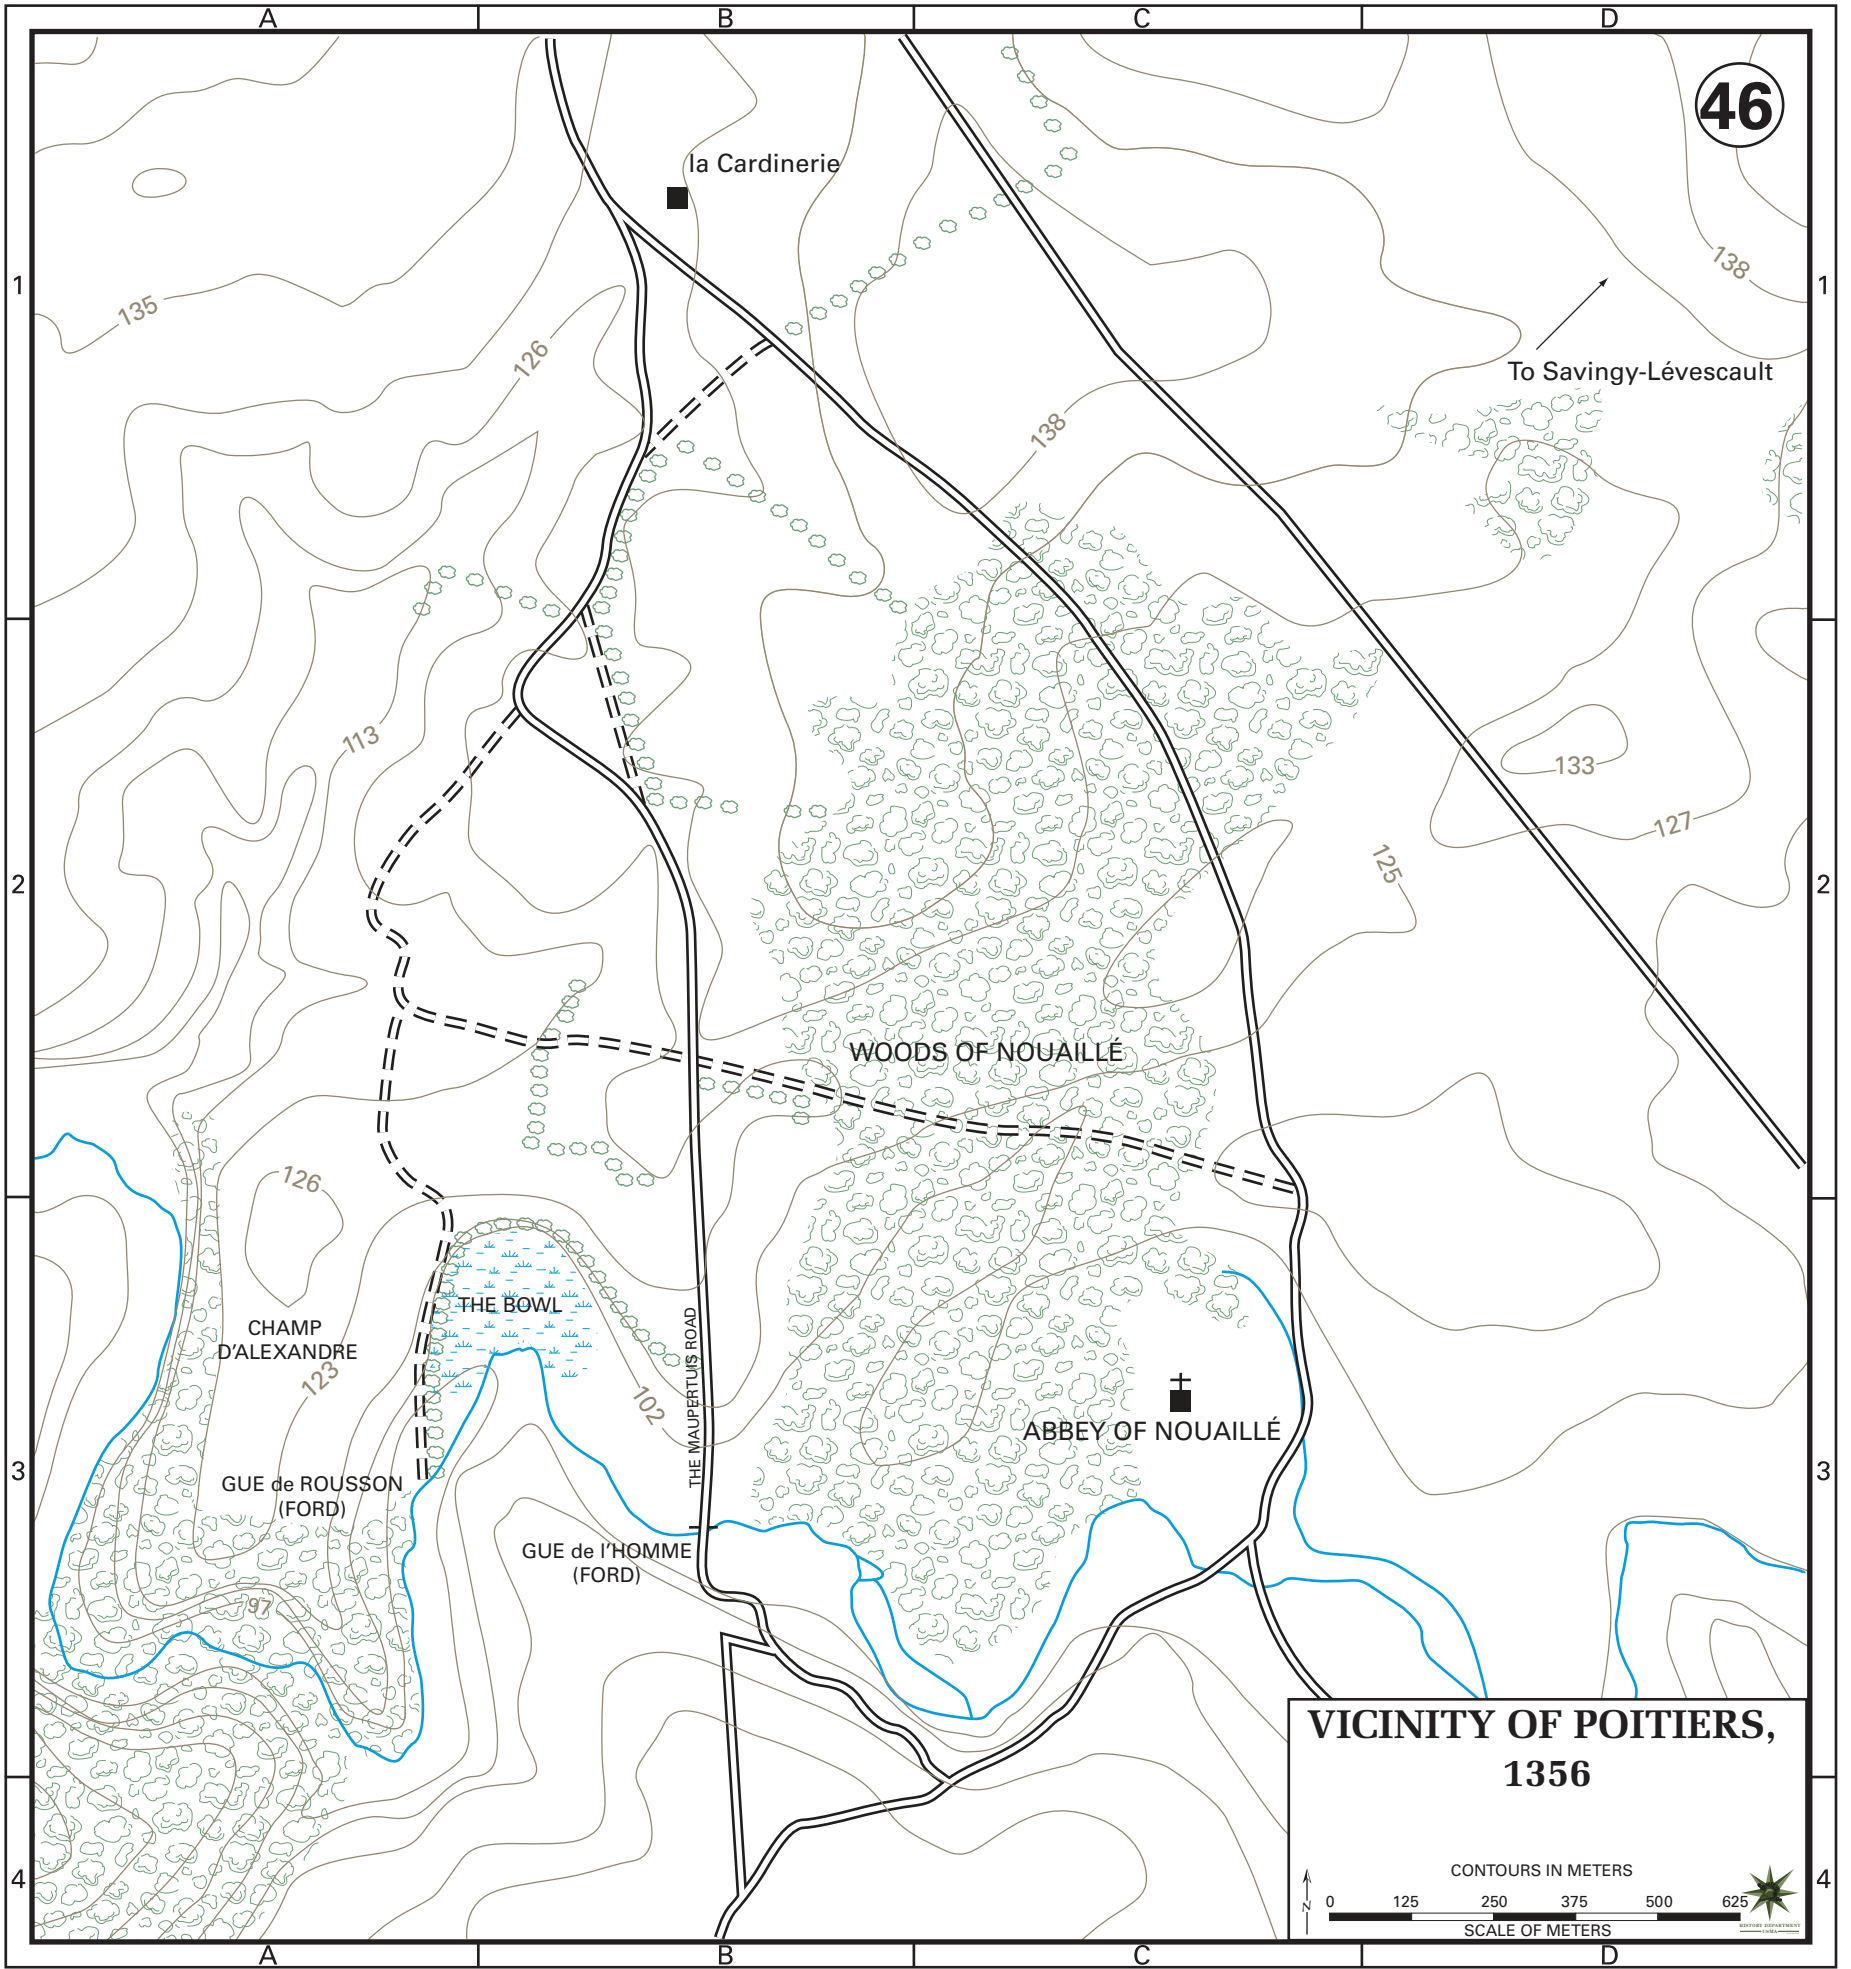 A B C D
46
la Cardinerie
1 1
138
135
126
To Savingy-Lévescault
138
113
133
127
125
2 2
WOODS OF NOUAILLÉ
126
THE BOWL
CHAMP
D'ALEXANDRE
123
102
THE MAUPERTUIS ROAD
ABBEY OF NOUAILLÉ
3 3
GUE de ROUSSON
(FORD)
GUE de l'HOMME
(FORD)
97
VICINITY OF POITIERS,
1356
CONTOURS IN METERS
N
0 125 250 375 500 625
SCALE OF METERS
HISTORY DEPARTMENT
USMA
4 4
A B C D